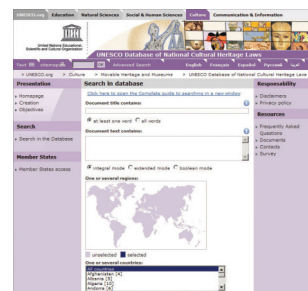 UNESCO.org Education Natural Sciences Social & Human Sciences Culture Communication & Information
United Nations Educational, Scientific and Cultural Organization
UNESCO Database of National Cultural Heritage Laws
Advanced Search English Français Español Русский
> UNESCO.org > Culture > Movable Heritage and Museums > UNESCO Database of National Cultural Heritage Laws
Presentation
Homepage
Creation
Objectives
Search
Search in the Database
Member States
Member States access
Search in database
Click here to open the Complete guide to searching in a new window
Document title contains:
at least one word all words
Document text contains:
integral mode extended mode boolean mode
One or several regions:
unselected selected
One or several countries:
All countries
Afghanistan [4]
Albania [5]
Algeria [10]
Andorra [6]
Responsibility
Disclaimers
Privacy policy
Resources
Frequently Asked Questions
Documents
Contacts
Survey